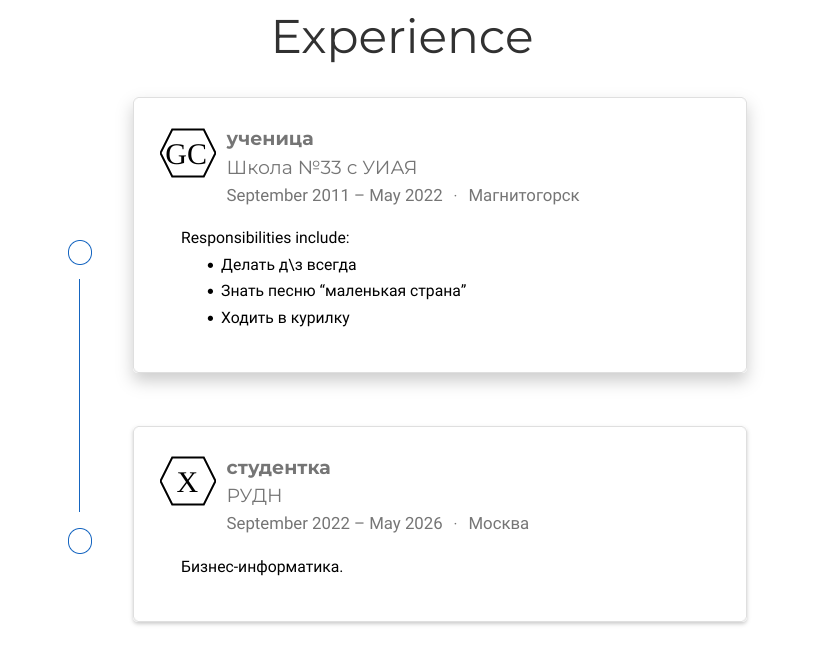 Experience
GC
ученица
Школа №33 с УИАЯ
September 2011 – May 2022 · Магнитогорск
Responsibilities include:
• Делать д\з всегда
• Знать песню “маленькая страна”
• Ходить в курилку
X
студентка
РУДН
September 2022 – May 2026 · Москва
Бизнес-информатика.